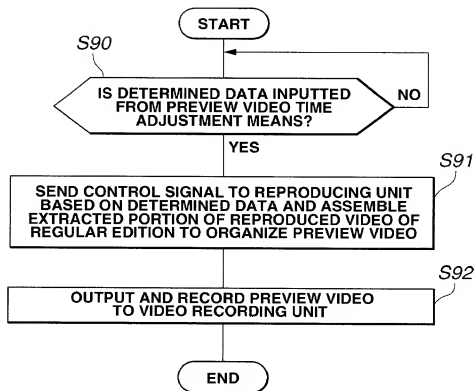 START
S90
IS DETERMINED DATA INPUTTED
FROM PREVIEW VIDEO TIME
ADJUSTMENT MEANS?
NO
YES
S91
SEND CONTROL SIGNAL TO REPRODUCING UNIT
BASED ON DETERMINED DATA AND ASSEMBLE
EXTRACTED PORTION OF REPRODUCED VIDEO OF
REGULAR EDITION TO ORGANIZE PREVIEW VIDEO
S92
OUTPUT AND RECORD PREVIEW VIDEO
TO VIDEO RECORDING UNIT
END